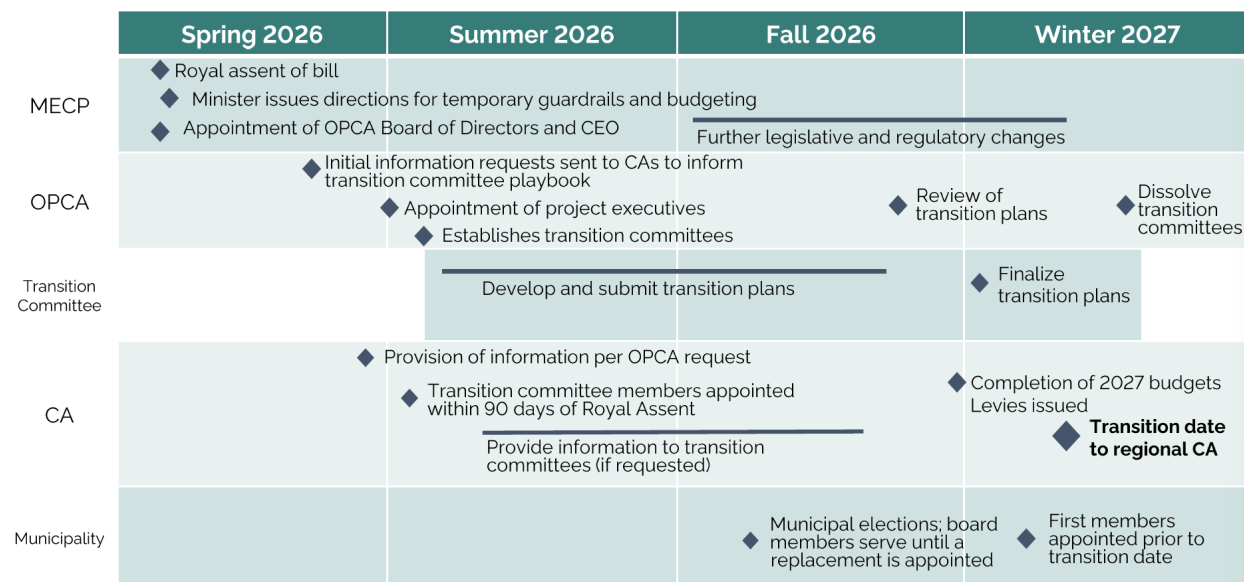 Spring 2026
Summer 2026
Fall 2026
Winter 2027
MECP
Royal assent of bill
Minister issues directions for temporary guardrails and budgeting
Appointment of OPCA Board of Directors and CEO
Further legislative and regulatory changes
OPCA
Initial information requests sent to CAs to inform
transition committee playbook
Appointment of project executives
Establishes transition committees
Review of
transition plans
Dissolve
transition
committees
Transition
Committee
Develop and submit transition plans
Finalize
transition plans
CA
Provision of information per OPCA request
Transition committee members appointed
within 90 days of Royal Assent
Provide information to transition
committees (if requested)
Completion of 2027 budgets
Levies issued
Transition date
to regional CA
Municipality
Municipal elections; board
members serve until a
replacement is appointed
First members
appointed prior to
transition date